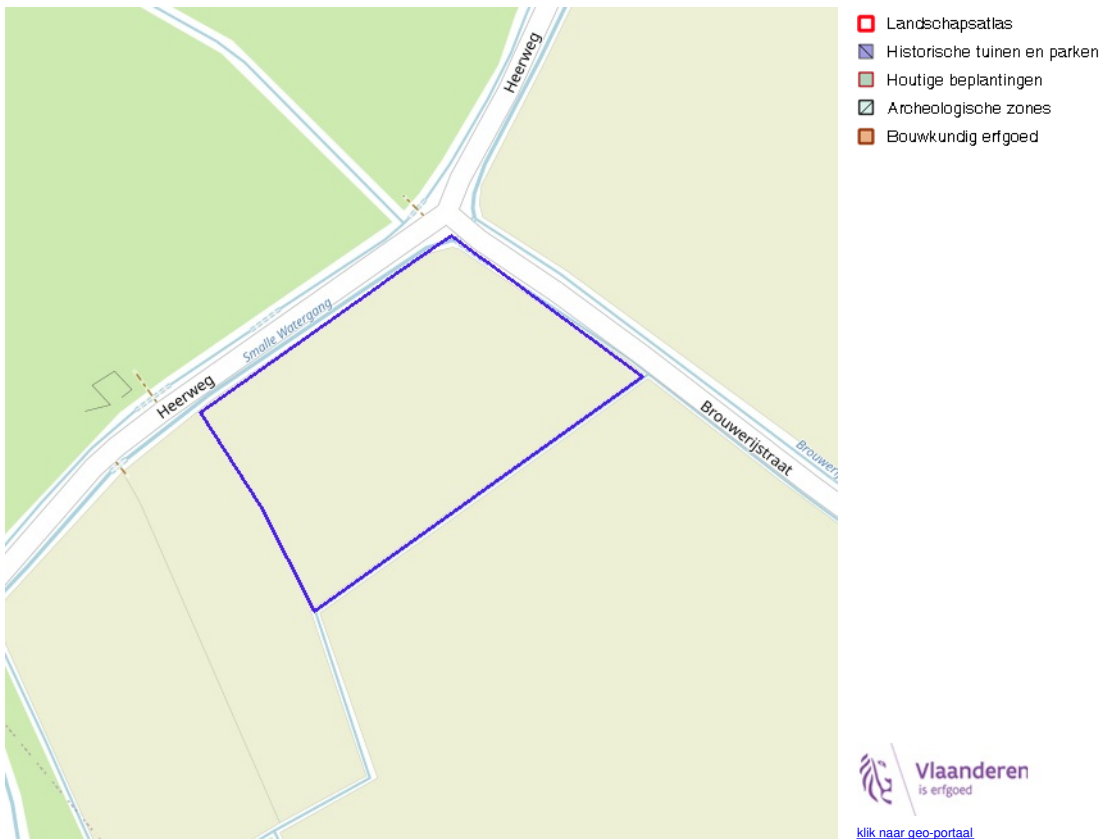 Heerweg
Smalle Watergang
Heerweg
Brouwerijstraat
Landschapsatlas
Historische tuinen en parken
Houtige beplantingen
Archeologische zones
Bouwkundig erfgoed
Vlaanderen
is erfgoed
klik naar geo-portaal